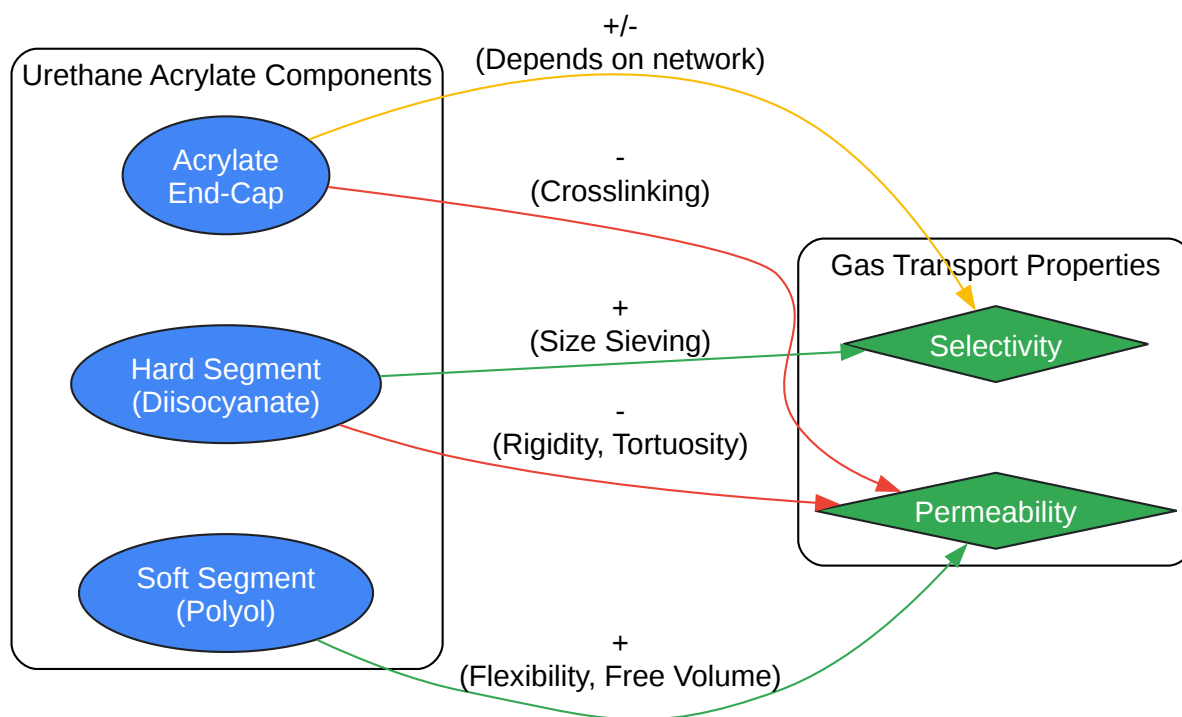 +/-
(Depends on network)
Urethane Acrylate Components
Acrylate
End-Cap
-
(Crosslinking)
Gas Transport Properties
+
(Size Sieving)
Selectivity
Hard Segment
(Diisocyanate)
-
(Rigidity, Tortuosity)
Permeability
Soft Segment
(Polyol)
+
(Flexibility, Free Volume)